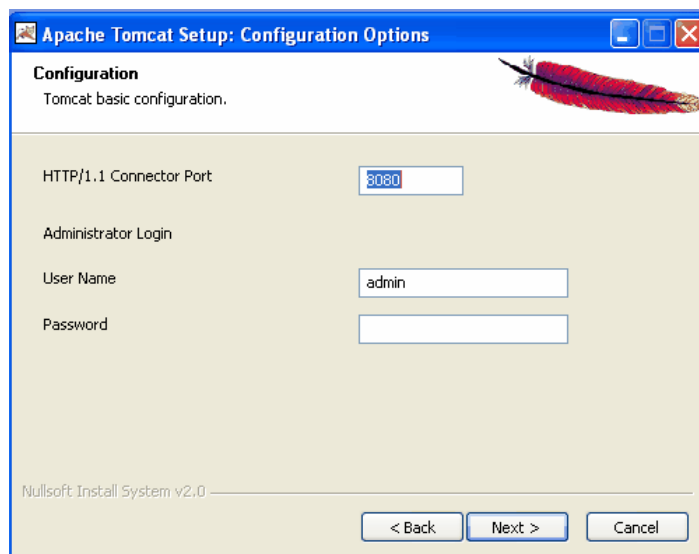 Apache Tomcat Setup: Configuration Options
Configuration
Tomcat basic configuration.
HTTP/1.1 Connector Port
8080
Administrator Login
User Name
admin
Password
Nullsoft Install System v2.0
< Back
Next >
Cancel